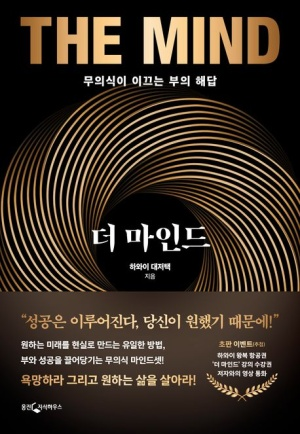 THE MIND
무의식이 이끄는 부의 해답
더 마인드
하와이 대저택
지음
“성공은 이루어진다, 당신이 원했기 때문에!”
원하는 미래를 현실로 만드는 유일한 방법,
부와 성공을 끌어당기는 무의식 마인드셋!
욕망하라 그리고 원하는 삶을 살아라!
초판 이벤트(추첨)
하와이 왕복 항공권
‘더 마인드’ 강의 수강권
저자와의 영상 통화
웅진 지식하우스